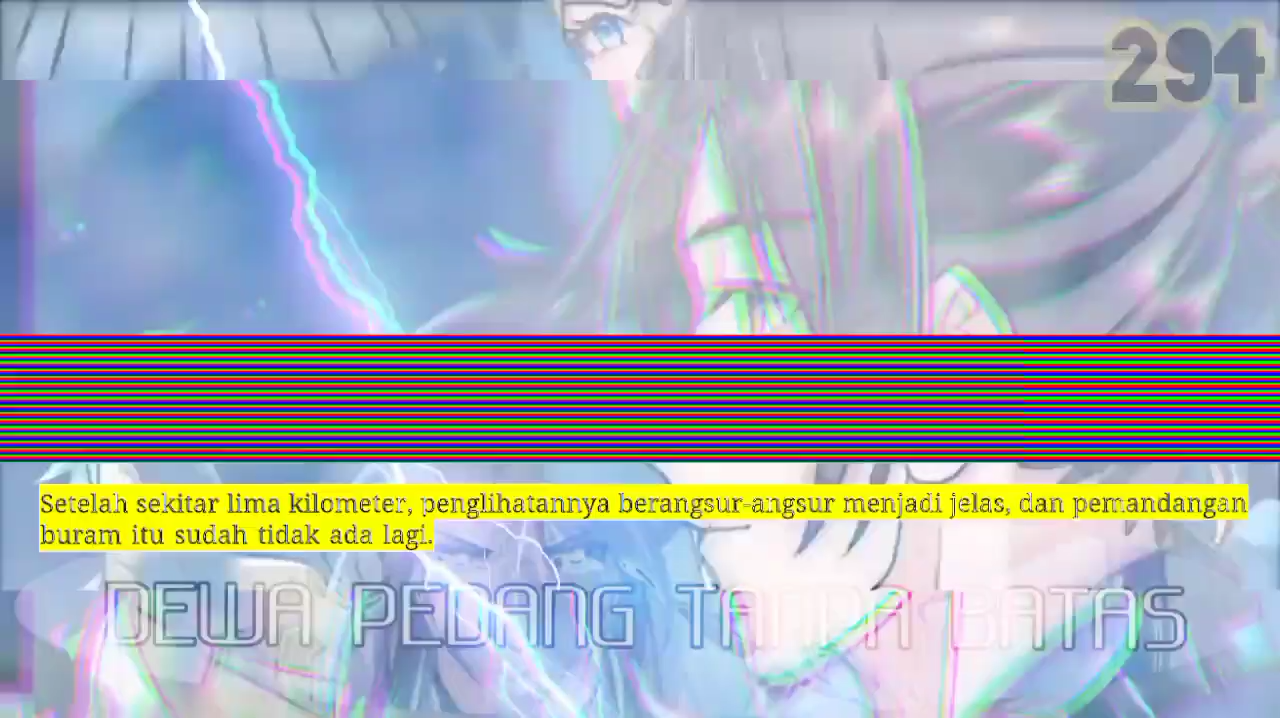 294
Setelah sekitar lima kilometer, penglihatannya berangsur-angsur menjadi jelas, dan pemandangan
buram itu sudah tidak ada lagi.
DEWA PEDANG TANPA BATAS